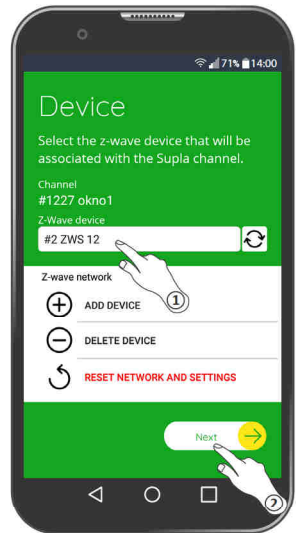 71% 14:00
Device
Select the z-wave device that will be
associated with the Supla channel.
Channel
#1227 okno1
Z-Wave device
#2 ZWS 12
Z-wave network
1
ADD DEVICE
DELETE DEVICE
RESET NETWORK AND SETTINGS
Next
2